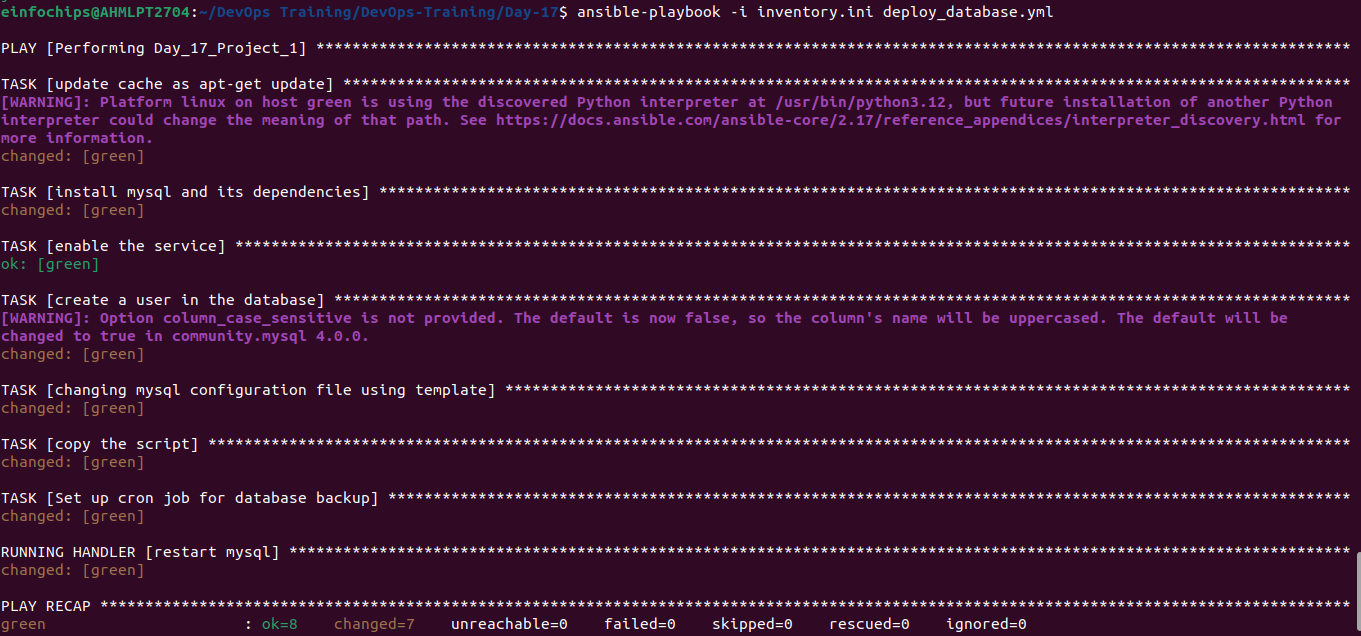 einfochips@AHMLPT2704:~/DevOps Training/DevOps-Training/Day-17$ ansible-playbook -i inventory.ini deploy_database.yml
PLAY [Performing Day_17_Project_1] *******************************************************************************************************************
TASK [update cache as apt-get update] ****************************************************************************************************************
[WARNING]: Platform linux on host green is using the discovered Python interpreter at /usr/bin/python3.12, but future installation of another Python
interpreter could change the meaning of that path. See https://docs.ansible.com/ansible-core/2.17/reference_appendices/interpreter_discovery.html for
more information.
changed: [green]
TASK [install mysql and its dependencies] ************************************************************************************************************
changed: [green]
TASK [enable the service] ****************************************************************************************************************************
ok: [green]
TASK [create a user in the database] *****************************************************************************************************************
[WARNING]: Option column_case_sensitive is not provided. The default is now false, so the column's name will be uppercased. The default will be
changed to true in community.mysql 4.0.0.
changed: [green]
TASK [changing mysql configuration file using template] **********************************************************************************************
changed: [green]
TASK [copy the script] *******************************************************************************************************************************
changed: [green]
TASK [Set up cron job for database backup] ***********************************************************************************************************
changed: [green]
RUNNING HANDLER [restart mysql] **********************************************************************************************************************
changed: [green]
PLAY RECAP *******************************************************************************************************************************************
green                      : ok=8    changed=7    unreachable=0    failed=0    skipped=0    rescued=0    ignored=0